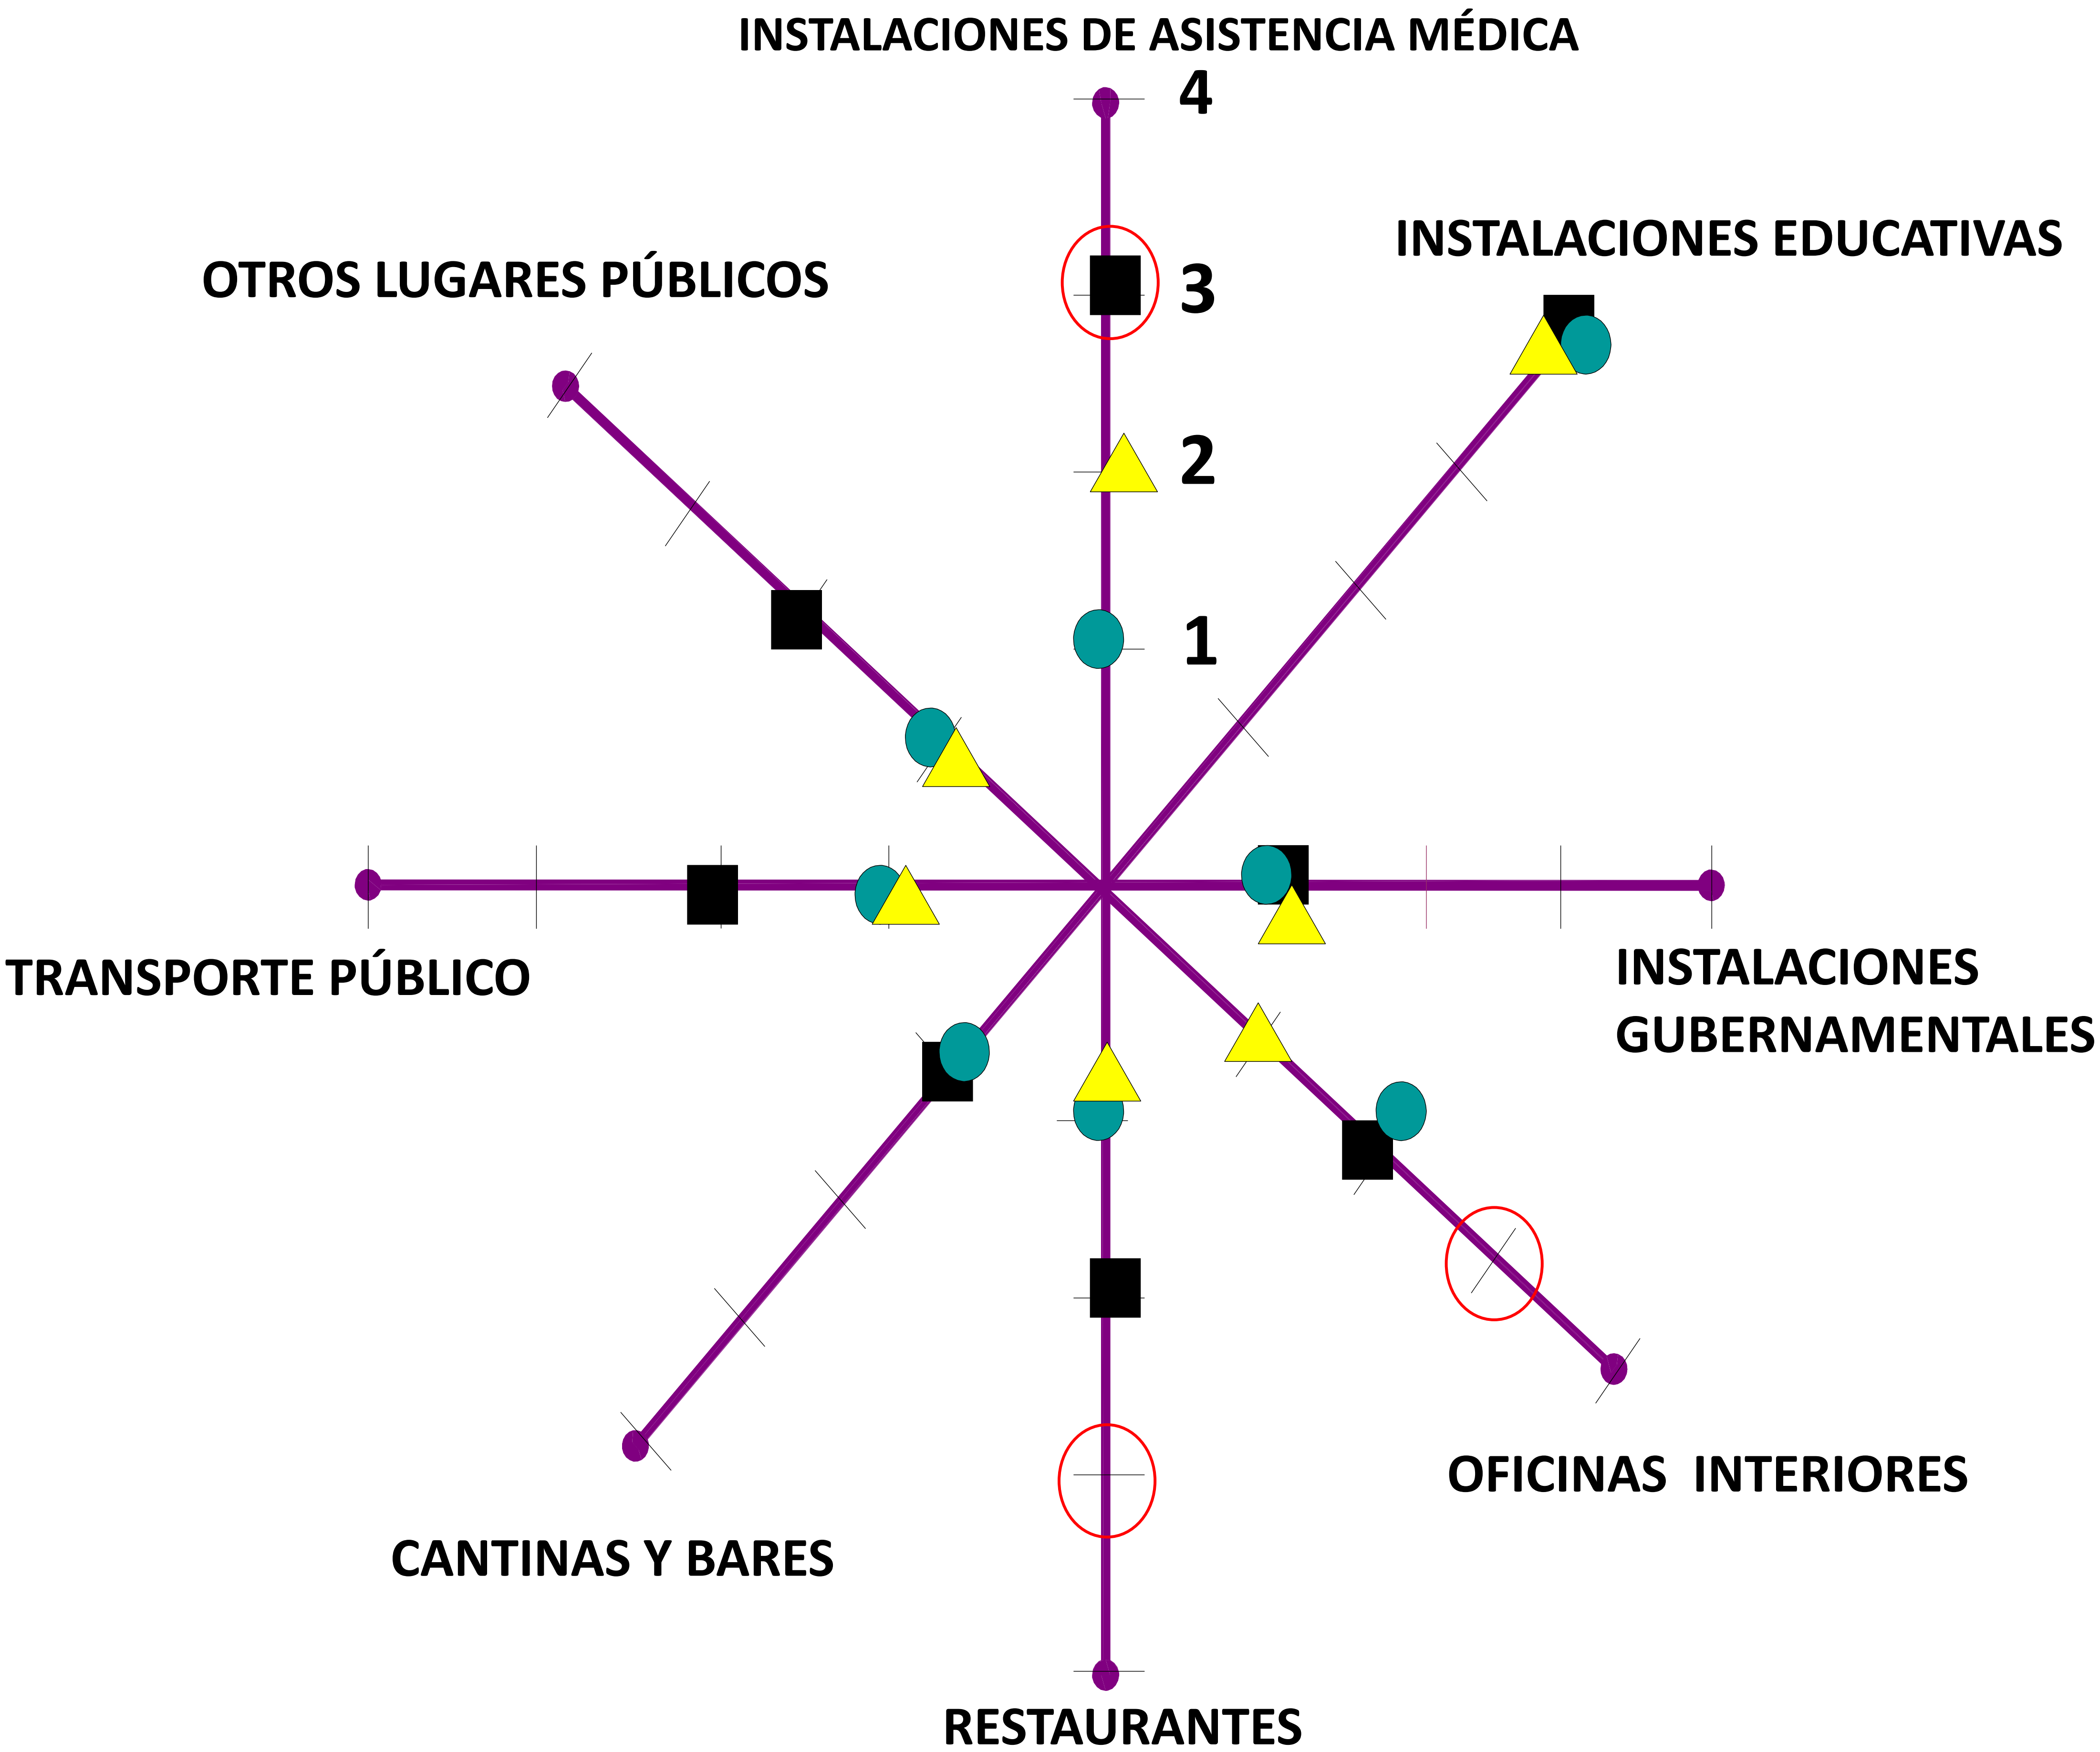 INSTALACIONES DE ASISTENCIA MÉDICA
4
INSTALACIONES EDUCATIVAS
OTROS LUGARES PÚBLICOS
3
2
1
TRANSPORTE PÚBLICO
INSTALACIONES
GUBERNAMENTALES
OFICINAS INTERIORES
CANTINAS Y BARES
RESTAURANTES